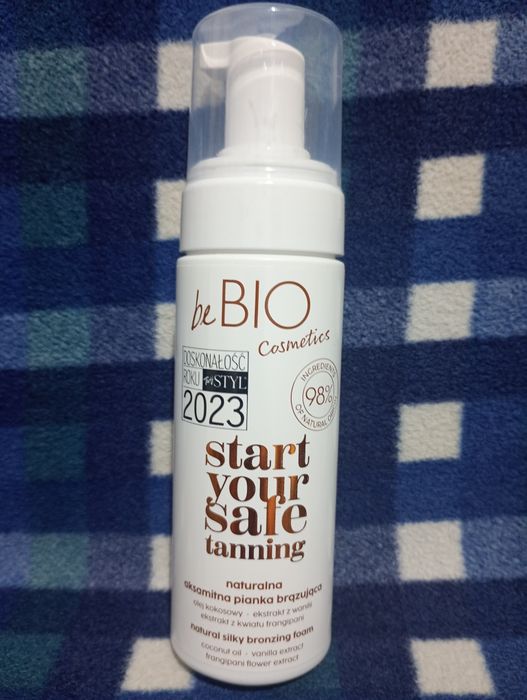 beBIO
Cosmetics
DOSKONAŁOŚĆ
ROKU Twój STYL
2023
INGREDIENTS
98%
OF NATURAL ORIGIN
start
your
safe
tanning
naturalna
aksamitna pianka brązująca
olej kokosowy - ekstrakt z wanilii
ekstrakt z kwiatu frangipani
natural silky bronzing foam
coconut oil - vanilla extract
frangipani flower extract